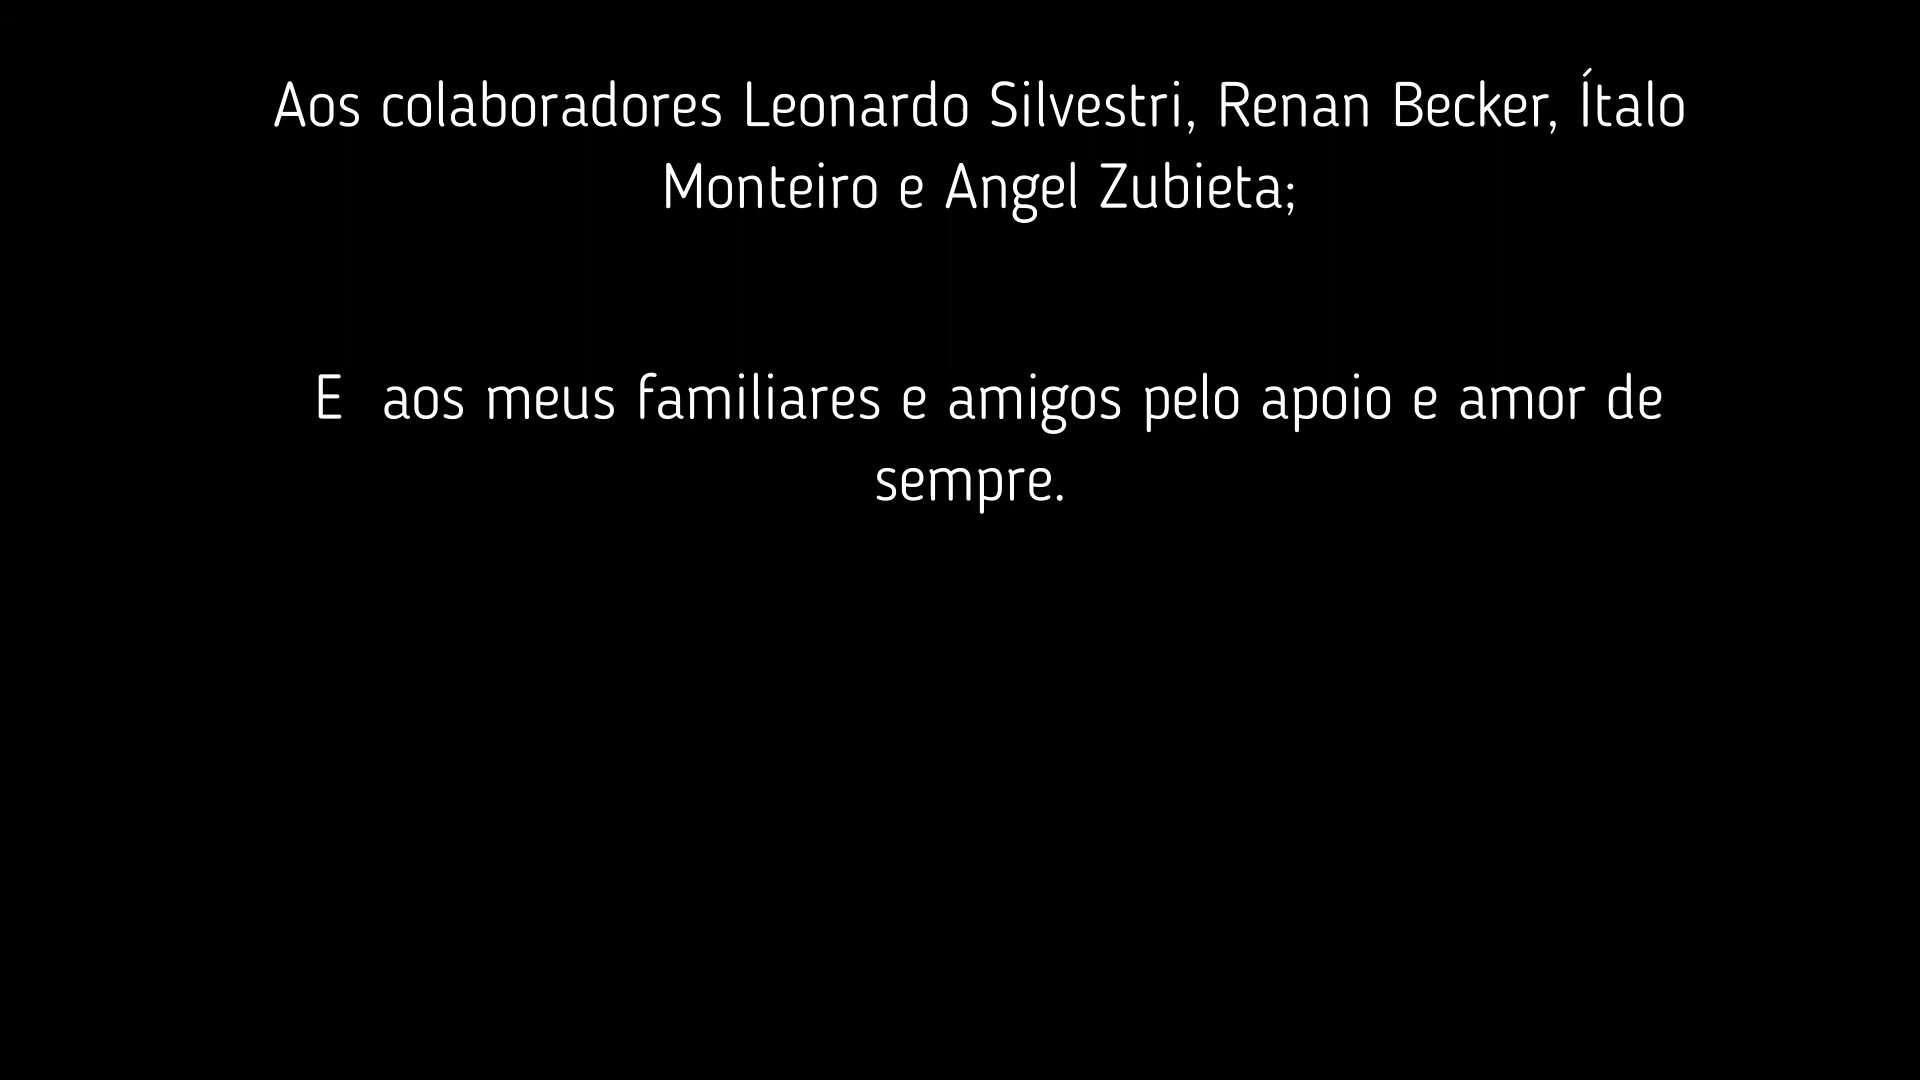 Aos colaboradores Leonardo Silvestri, Renan Becker, Ítalo
Monteiro e Angel Zubieta;
E  aos meus familiares e amigos pelo apoio e amor de
sempre.